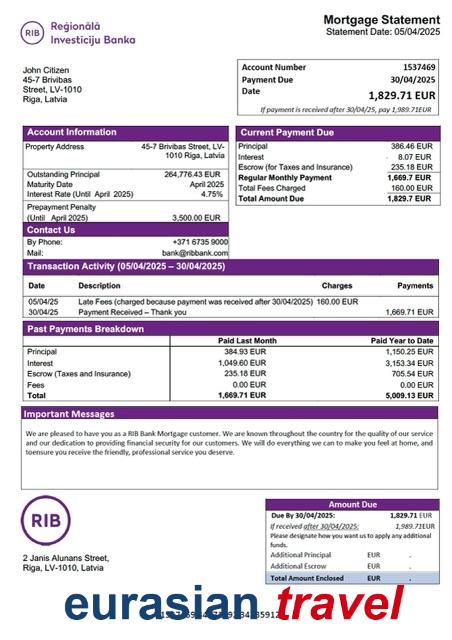 RIB Reģionālā
Investīciju Banka
Mortgage Statement
Statement Date: 05/04/2025
John Citizen
45-7 Brivibas
Street, LV-1010
Riga, Latvia
Account Number 1537469
Payment Due 30/04/2025
Date
1,829.71 EUR
If payment is received after 30/04/25, pay 1,989.71EUR
Account Information
Property Address 45-7 Brivibas Street, LV-
1010 Riga, Latvia
Outstanding Principal 264,776.43 EUR
Maturity Date April 2025
Interest Rate (Until April 2025) 4.75%
Prepayment Penalty
(Until April 2025) 3,500.00 EUR
Contact Us
By Phone: +371 6735 9000
Mail: bank@ribbank.com
Current Payment Due
Principal 386.46 EUR
Interest 8.07 EUR
Escrow (for Taxes and Insurance) 235.18 EUR
Regular Monthly Payment 1,669.7 EUR
Total Fees Charged 160.00 EUR
Total Amount Due 1,829.7 EUR
Transaction Activity (05/04/2025 – 30/04/2025)
Date Description Charges Payments
05/04/25 Late Fees (charged because payment was received after 30/04/2025) 160.00 EUR
30/04/25 Payment Received – Thank you 1,669.71 EUR
Past Payments Breakdown
Paid Last Month Paid Year to Date
Principal 384.93 EUR 1,150.25 EUR
Interest 1,049.60 EUR 3,153.34 EUR
Escrow (Taxes and Insurance) 235.18 EUR 705.54 EUR
Fees 0.00 EUR 0.00 EUR
Total 1,669.71 EUR 5,009.13 EUR
Important Messages
We are pleased to have you as a RIB Bank Mortgage customer. We are known throughout the country for the quality of our service
and our dedication to providing financial security for our customers. We will do everything we can to make you feel at home, and
toensure you receive the friendly, professional service you deserve.
RIB
2 Janis Alunans Street,
Riga, LV-1010, Latvia
Amount Due
Due By 30/04/2025: 1,829.71 EUR
If received after 30/04/2025: 1,989.71EUR
Please designate how you want us to apply any additional
funds.
Additional Principal EUR .
Additional Escrow EUR .
Total Amount Enclosed EUR .
eurasian travel